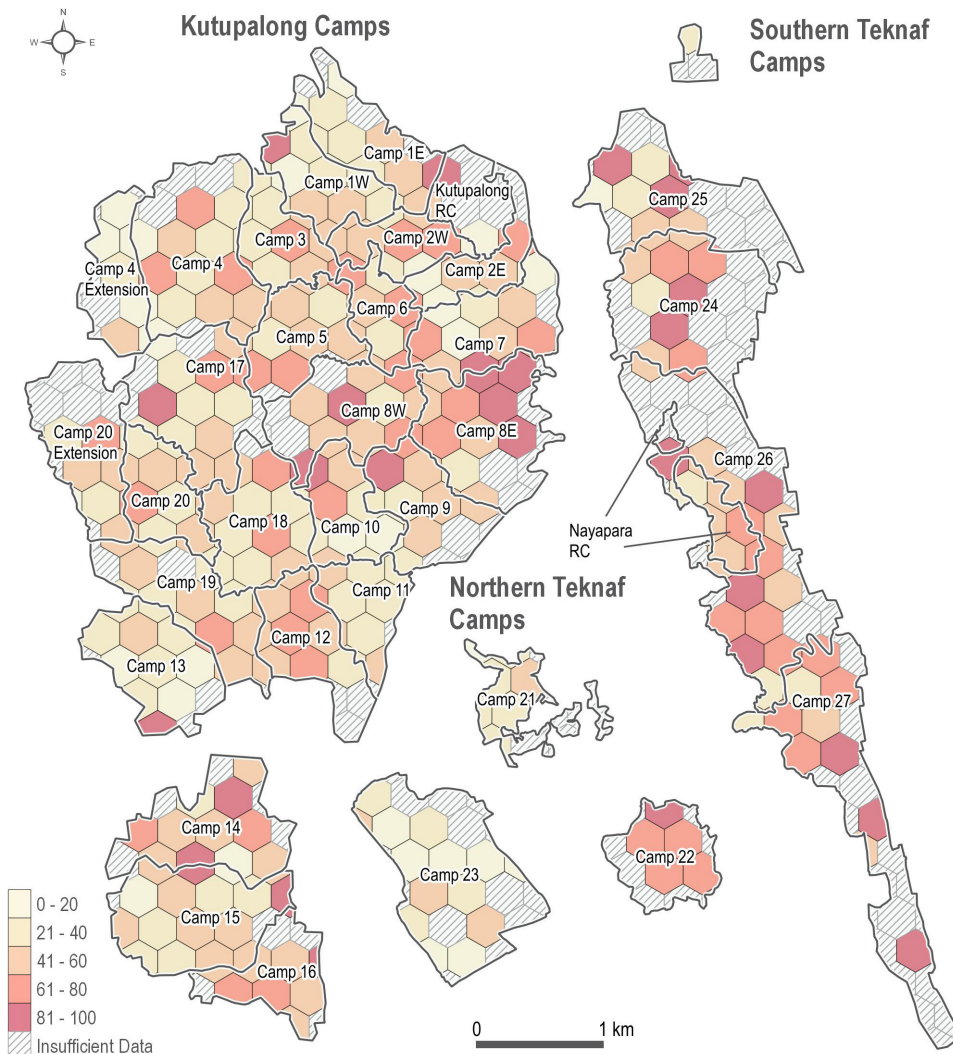 N
W E
S
Kutupalong Camps
Southern Teknaf
Camps
Camp 1E
Camp 1W
Kutupalong
RC
Camp 25
Camp 3
Camp 2W
Camp 4
Camp 4
Extension
Camp 2E
Camp 24
Camp 6
Camp 5
Camp 7
Camp 17
Camp 8W
Camp 8E
Camp 20
Extension
Camp 26
Camp 20
Camp 18
Camp 10
Camp 9
Nayapara
RC
Camp 19
Camp 11
Northern Teknaf
Camps
Camp 12
Camp 13
Camp 21
Camp 27
Camp 14
Camp 22
Camp 23
Camp 15
Camp 16
0 - 20
21 - 40
41 - 60
61 - 80
81 - 100
Insufficient Data
0 1 km